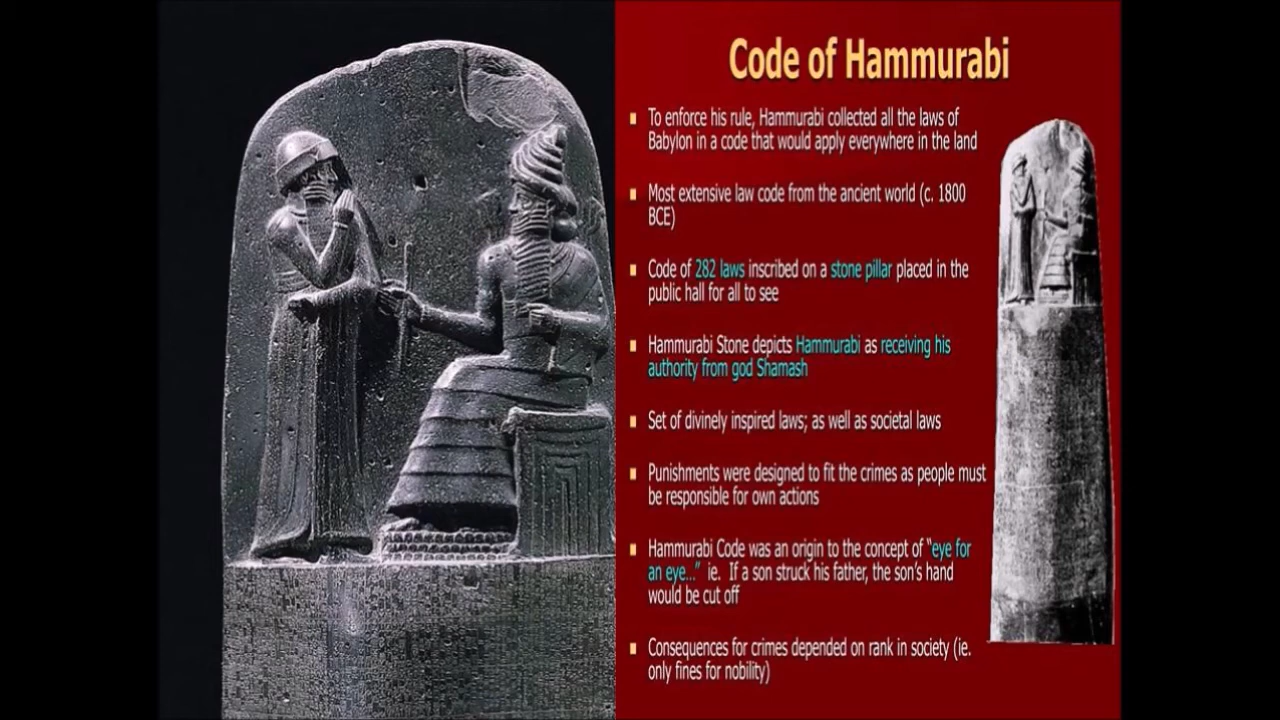 Code of Hammurabi
To enforce his rule, Hammurabi collected all the laws of
Babylon in a code that would apply everywhere in the land
Most extensive law code from the ancient world (c. 1800
BCE)
Code of 282 laws inscribed on a stone pillar placed in the
public hall for all to see
Hammurabi Stone depicts Hammurabi as receiving his
authority from god Shamash
Set of divinely inspired laws; as well as societal laws
Punishments were designed to fit the crimes as people must
be responsible for own actions
Hammurabi Code was an origin to the concept of “eye for
an eye...” ie. If a son struck his father, the son's hand
would be cut off
Consequences for crimes depended on rank in society (ie.
only fines for nobility)